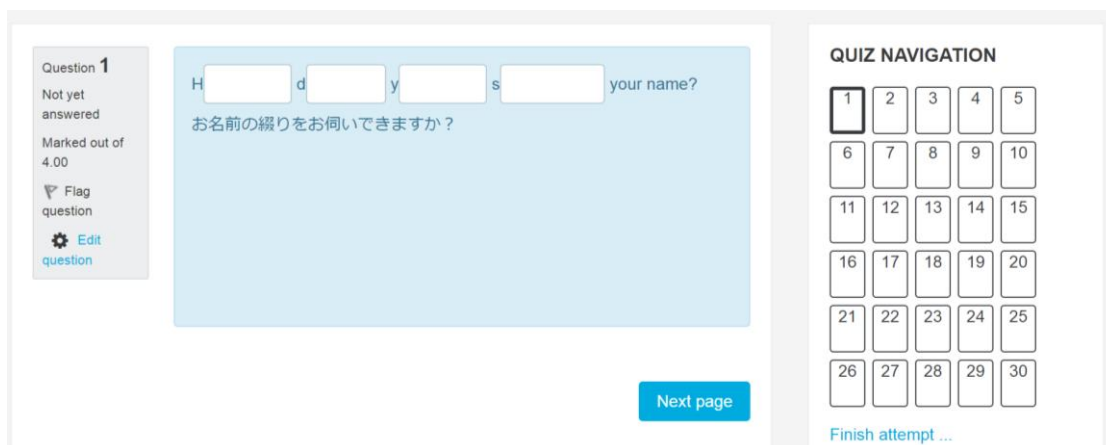 Question 1
Not yet
answered
Marked out of
4.00
Flag
question
Edit
question
H d y s your name?
お名前の綴りをお伺いできますか？
Next page
QUIZ NAVIGATION
1 2 3 4 5
6 7 8 9 10
11 12 13 14 15
16 17 18 19 20
21 22 23 24 25
26 27 28 29 30
Finish attempt ...